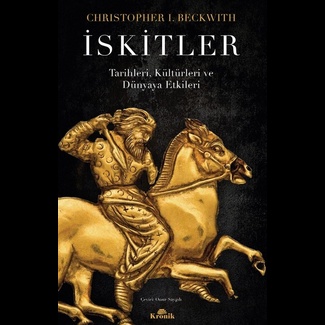 CHRISTOPHER I. BECKWITH
İSKİTLER
Tarihleri, Kültürleri ve
Dünyaya Etkileri
Kronik